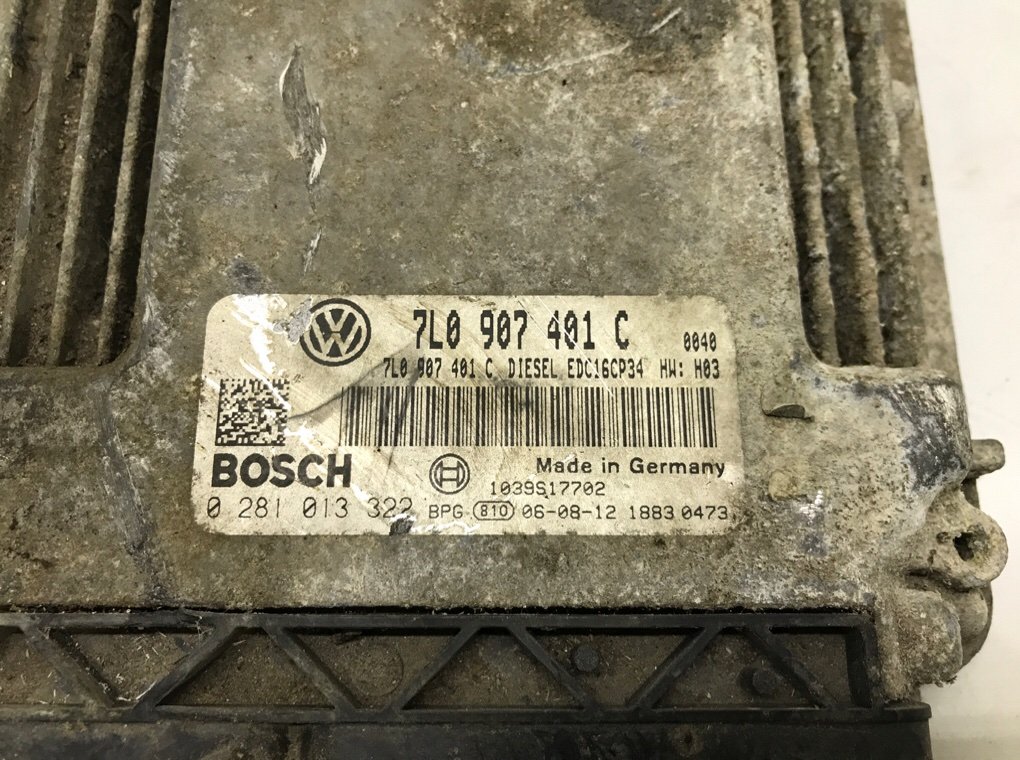 7L0 907 401 C 0040
7L0 907 401 C DIESEL EDC16CP34 HW: H03
BOSCH Made in Germany
1039S17702
0 281 013 322 BPG 810 06-08-12 1883 0473